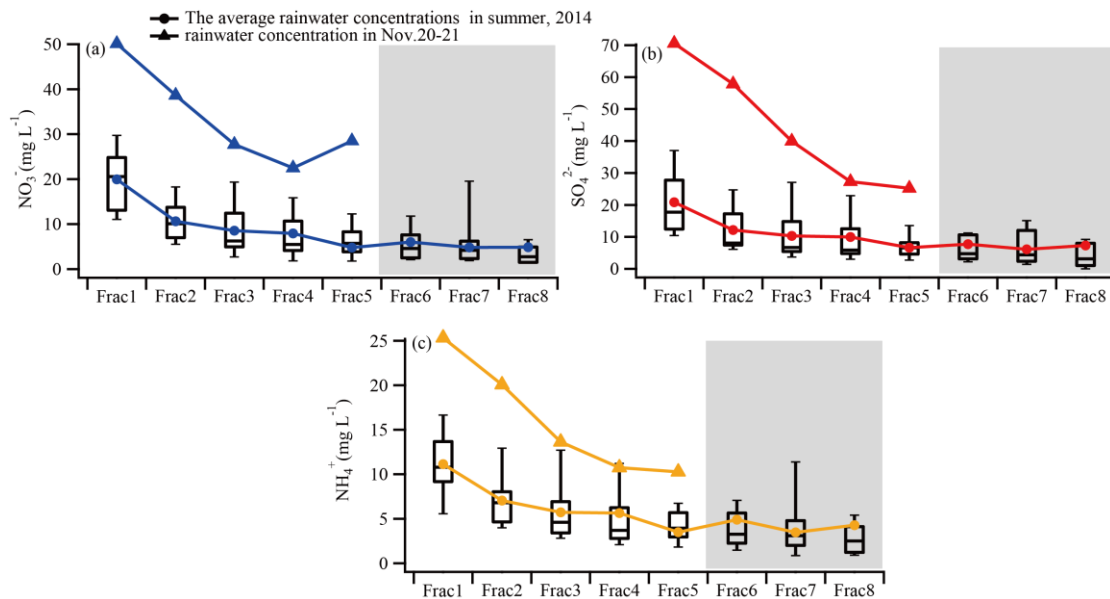 The average rainwater concentrations in summer, 2014
rainwater concentration in Nov.20-21
(a)
NO₃⁻(mg L⁻¹)
60
50
40
30
20
10
0
Frac1 Frac2 Frac3 Frac4 Frac5 Frac6 Frac7 Frac8
(b)
SO₄²⁻(mg L⁻¹)
70
60
50
40
30
20
10
0
Frac1 Frac2 Frac3 Frac4 Frac5 Frac6 Frac7 Frac8
(c)
NH₄⁺(mg L⁻¹)
25
20
15
10
5
0
Frac1 Frac2 Frac3 Frac4 Frac5 Frac6 Frac7 Frac8